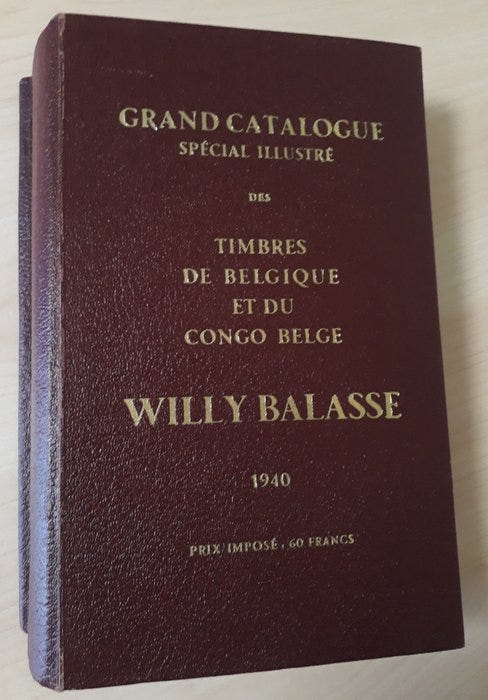 GRAND CATALOGUE
SPÉCIAL ILLUSTRÉ
DES
TIMBRES
DE BELGIQUE
ET DU
CONGO BELGE
WILLY BALASSE
1940
PRIX IMPOSÉ : 60 FRANCS